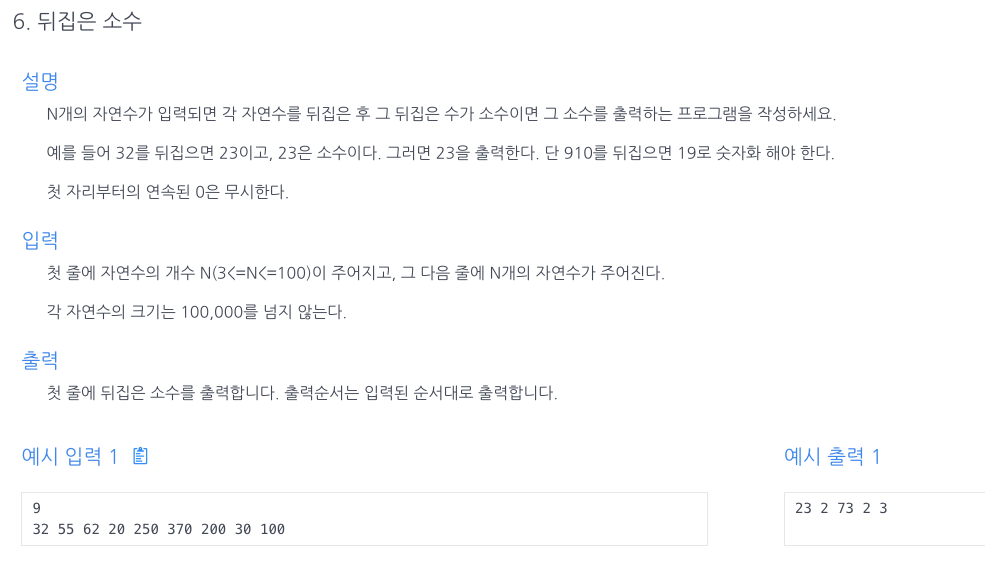 6. 뒤집은 소수
설명
N개의 자연수가 입력되면 각 자연수를 뒤집은 후 그 뒤집은 수가 소수이면 그 소수를 출력하는 프로그램을 작성하세요.
예를 들어 32를 뒤집으면 23이고, 23은 소수이다. 그러면 23을 출력한다. 단 910를 뒤집으면 19로 숫자화 해야 한다.
첫 자리부터의 연속된 0은 무시한다.
입력
첫 줄에 자연수의 개수 N(3<=N<=100)이 주어지고, 그 다음 줄에 N개의 자연수가 주어진다.
각 자연수의 크기는 100,000를 넘지 않는다.
출력
첫 줄에 뒤집은 소수를 출력합니다. 출력순서는 입력된 순서대로 출력합니다.
예시 입력 1
9
32 55 62 20 250 370 200 30 100
예시 출력 1
23 2 73 2 3